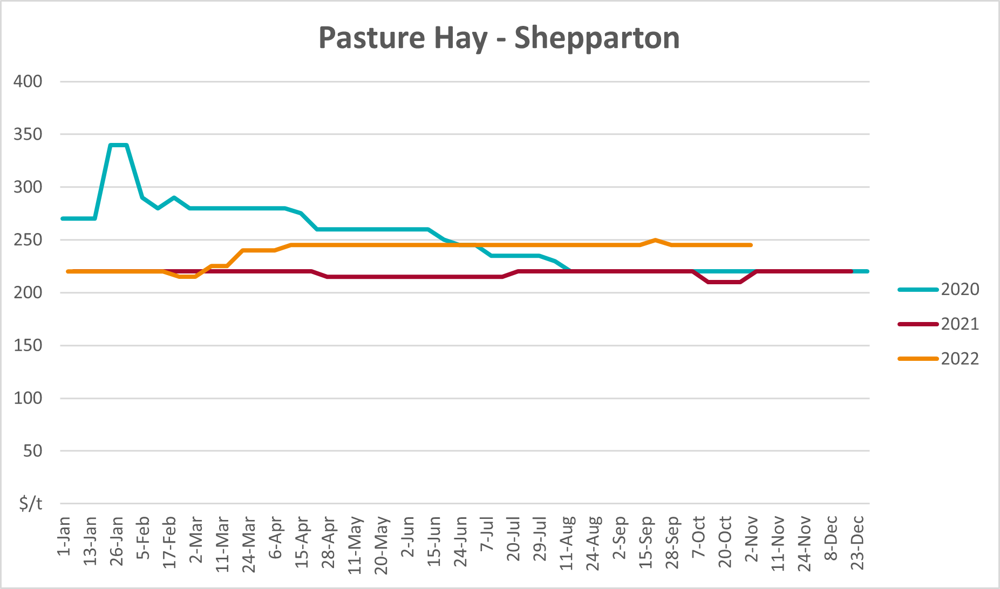 Pasture Hay - Shepparton
400
350
300
250
200
150
100
50
$/t
1-Jan
13-Jan
26-Jan
5-Feb
17-Feb
2-Mar
11-Mar
24-Mar
6-Apr
15-Apr
28-Apr
11-May
20-May
2-Jun
15-Jun
24-Jun
7-Jul
20-Jul
29-Jul
11-Aug
24-Aug
2-Sep
15-Sep
28-Sep
7-Oct
20-Oct
2-Nov
11-Nov
24-Nov
8-Dec
23-Dec
2020
2021
2022